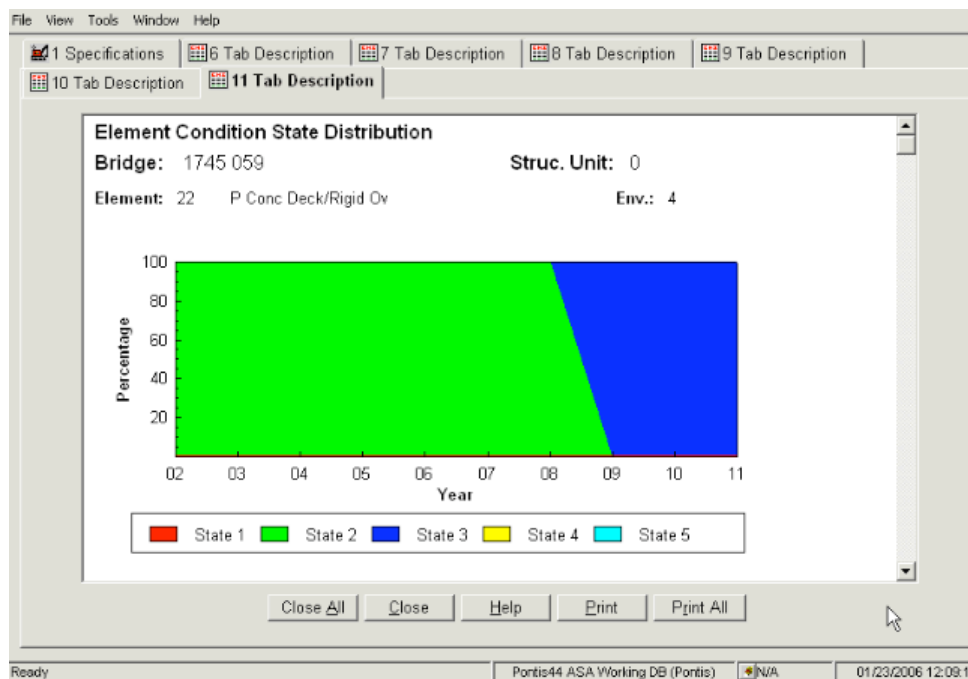 File View Tools Window Help
1 Specifications 6 Tab Description 7 Tab Description 8 Tab Description 9 Tab Description
10 Tab Description 11 Tab Description
Element Condition State Distribution
Bridge: 1745 059 Struc. Unit: 0
Element: 22 P Conc Deck/Rigid Ov Env.: 4
100
80
60
40
20
Percentage
02 03 04 05 06 07 08 09 10 11
Year
State 1 State 2 State 3 State 4 State 5
Close All Close Help Print Print All
Ready Pontis44 ASA Working DB (Pontis) N/A 01/23/2006 12:09:1